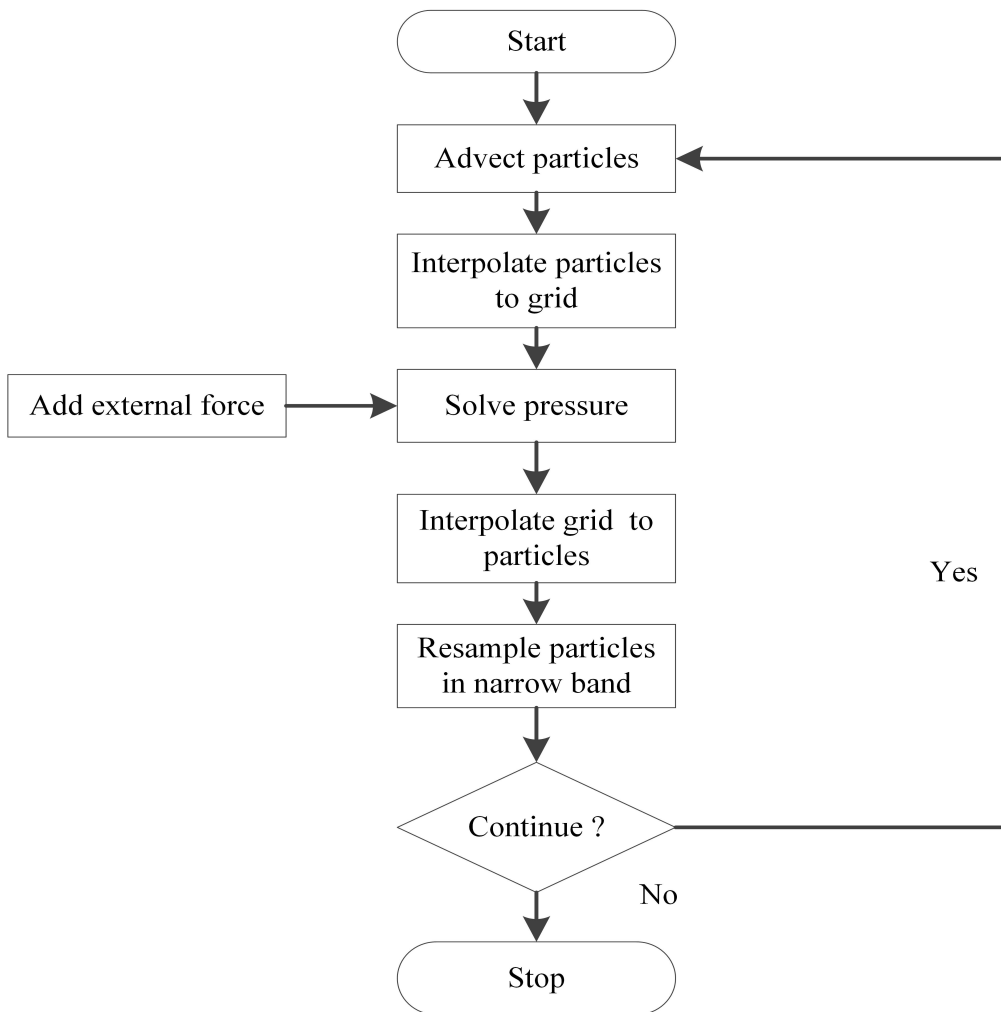 Start
Advect particles
Interpolate particles
to grid
Add external force
Solve pressure
Interpolate grid  to
particles
Yes
Resample particles
in narrow band
Continue ?
No
Stop